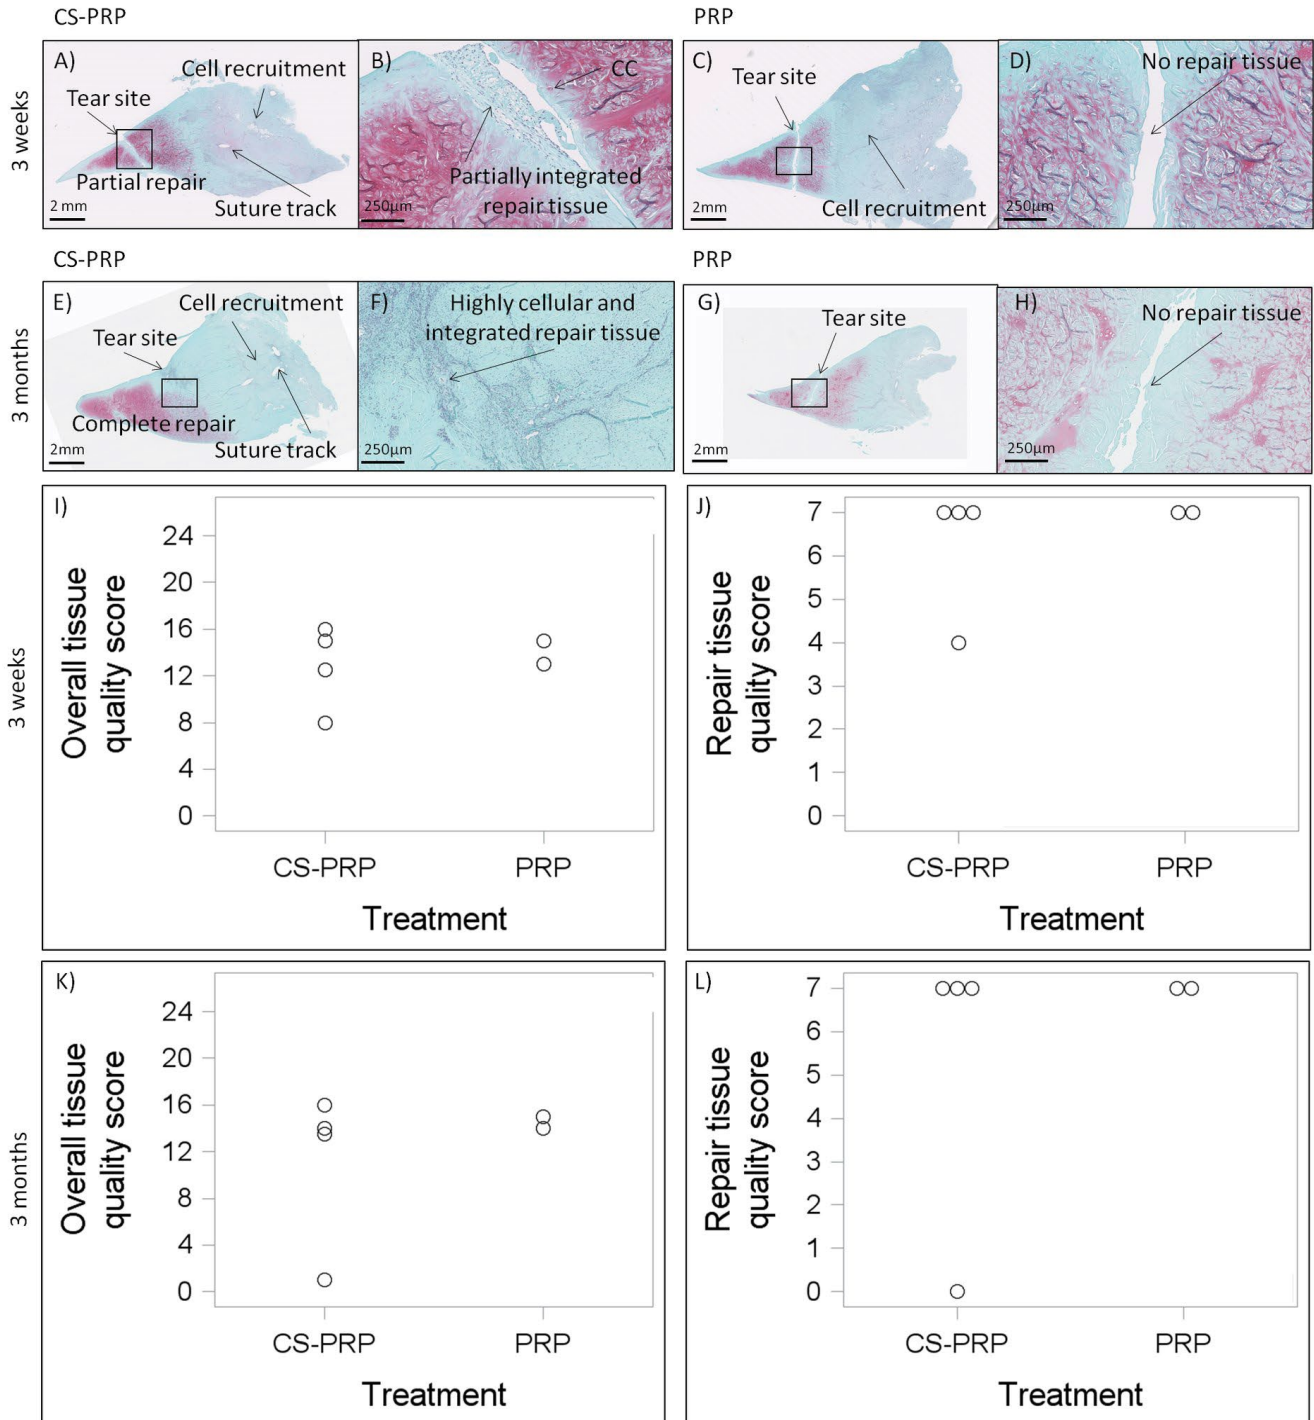 CS-PRP
PRP
3 weeks
A)
Cell recruitment
Tear site
Partial repair
Suture track
2 mm
B)
CC
Partially integrated
repair tissue
250µm
C)
Tear site
Cell recruitment
2mm
D)
No repair tissue
250µm
CS-PRP
PRP
3 months
E)
Cell recruitment
Tear site
Complete repair
Suture track
2mm
F)
Highly cellular and
integrated repair tissue
250µm
G)
Tear site
2mm
H)
No repair tissue
250µm
3 weeks
I)
Overall tissue
quality score
24
20
16
12
8
4
0
CS-PRP
PRP
Treatment
J)
Repair tissue
quality score
7
6
5
4
3
2
1
0
CS-PRP
PRP
Treatment
3 months
K)
Overall tissue
quality score
24
20
16
12
8
4
0
CS-PRP
PRP
Treatment
L)
Repair tissue
quality score
7
6
5
4
3
2
1
0
CS-PRP
PRP
Treatment